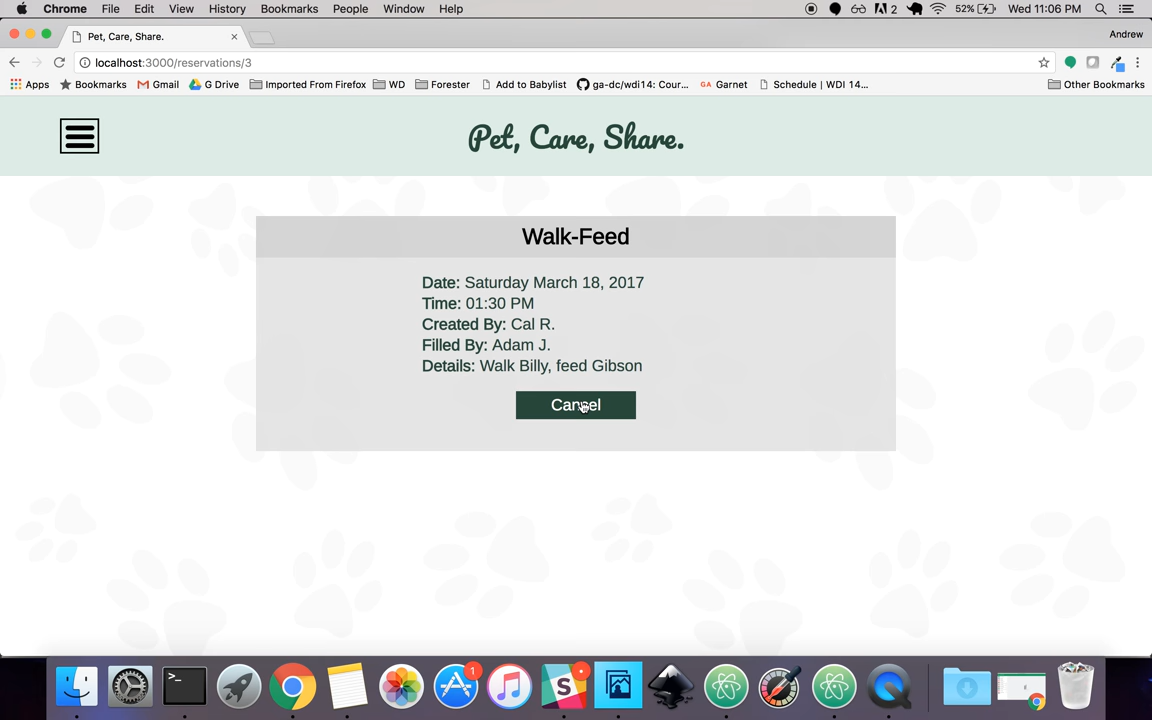 Chrome File Edit View History Bookmarks People Window Help 2 52% Wed 11:06 PM
Pet, Care, Share. Andrew
localhost:3000/reservations/3
Apps Bookmarks Gmail G Drive Imported From Firefox WD Forester Add to Babylist ga-dc/wdi14: Cour... GA Garnet Schedule | WDI 14... Other Bookmarks
Pet, Care, Share.
Walk-Feed
Date: Saturday March 18, 2017
Time: 01:30 PM
Created By: Cal R.
Filled By: Adam J.
Details: Walk Billy, feed Gibson
Cancel
1